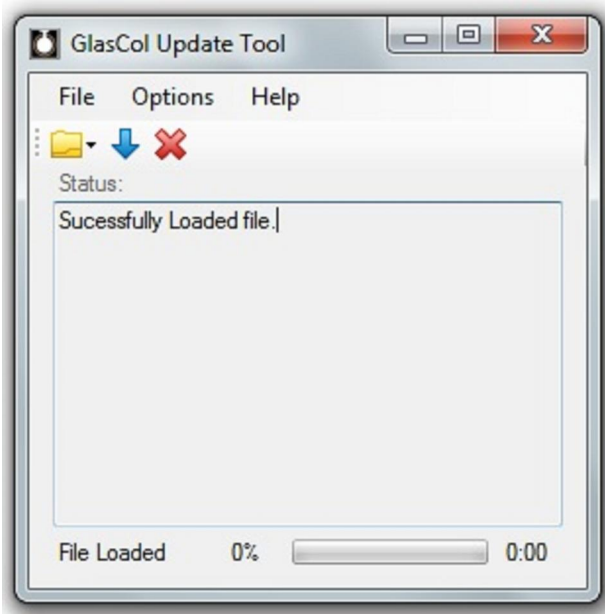 GlasCol Update Tool
File Options Help
Status:
Sucessfully Loaded file.
File Loaded 0% 0:00